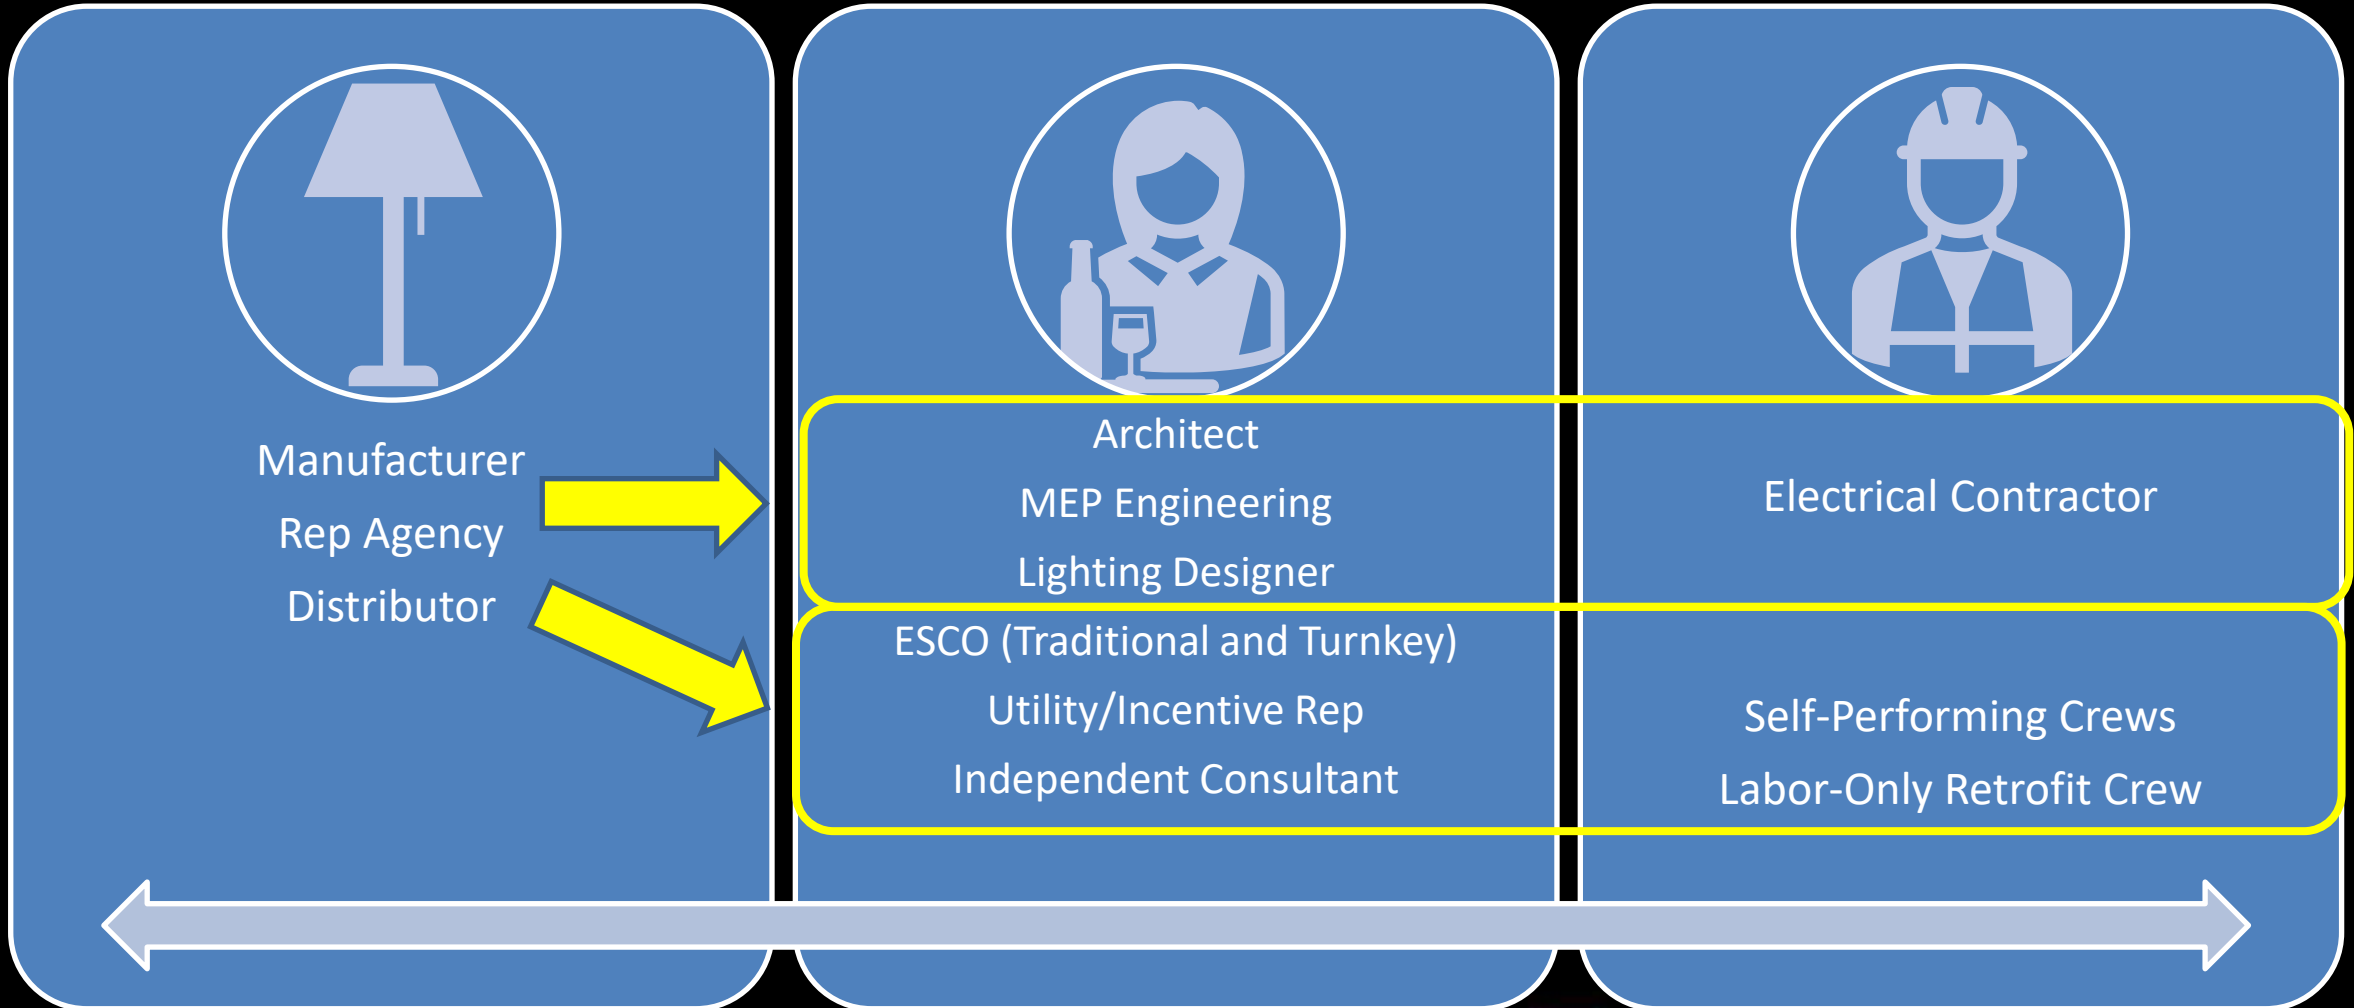 Manufacturer
Rep Agency
Distributor
Architect
MEP Engineering
Lighting Designer
ESCO (Traditional and Turnkey)
Utility/Incentive Rep
Independent Consultant
Electrical Contractor
Self-Performing Crews
Labor-Only Retrofit Crew